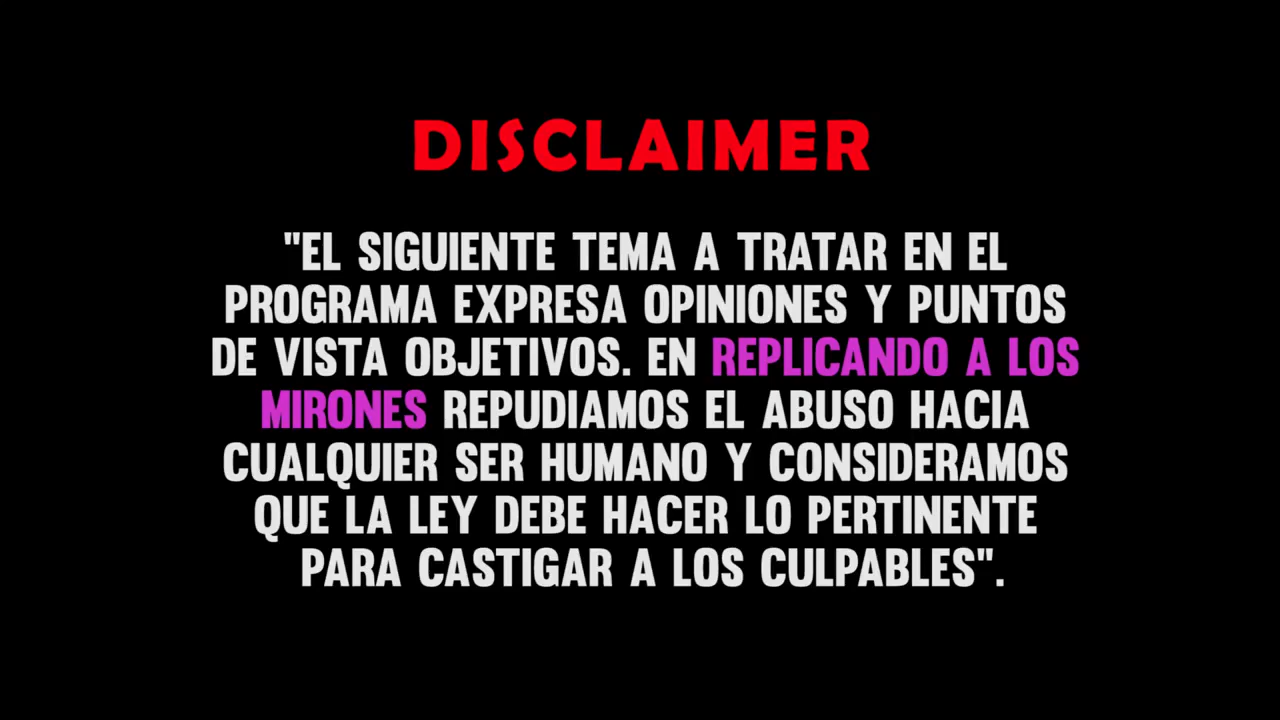 DISCLAIMER
"EL SIGUIENTE TEMA A TRATAR EN EL
PROGRAMA EXPRESA OPINIONES Y PUNTOS
DE VISTA OBJETIVOS. EN REPLICANDO A LOS
MIRONES REPUDIAMOS EL ABUSO HACIA
CUALQUIER SER HUMANO Y CONSIDERAMOS
QUE LA LEY DEBE HACER LO PERTINENTE
PARA CASTIGAR A LOS CULPABLES".